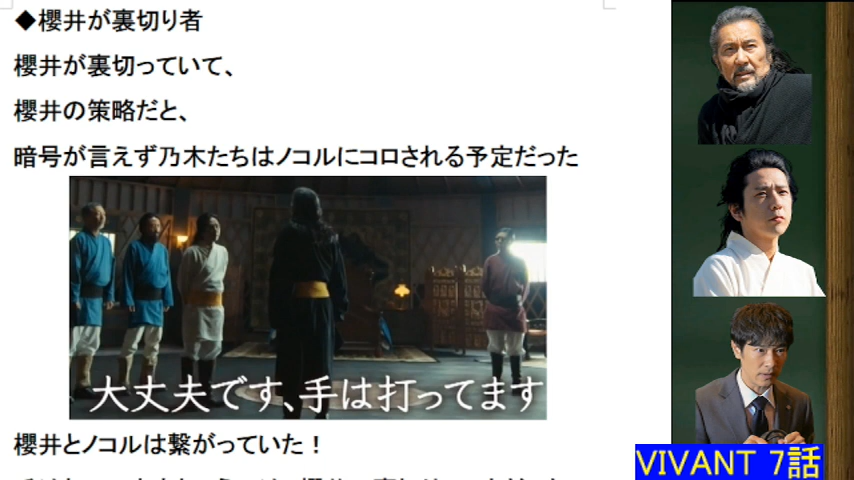 ◆櫻井が裏切り者
櫻井が裏切っていて、
櫻井の策略だと、
暗号が言えず乃木たちはノコルにコロされる予定だった
大丈夫です、手は打ってます
櫻井とノコルは繋がっていた！
VIVANT 7話